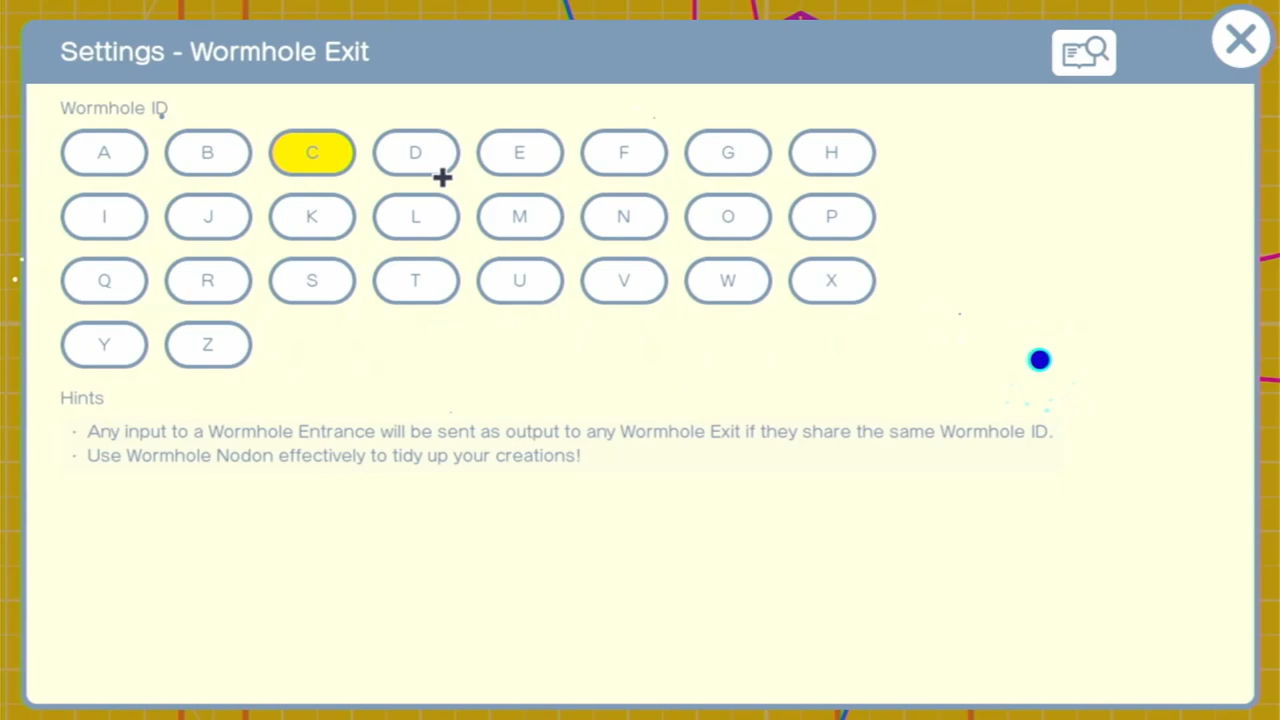 Settings - Wormhole Exit
Wormhole ID
A B C D E F G H
I J K L M N O P
Q R S T U V W X
Y Z
Hints
· Any input to a Wormhole Entrance will be sent as output to any Wormhole Exit if they share the same Wormhole ID.
· Use Wormhole Nodon effectively to tidy up your creations!